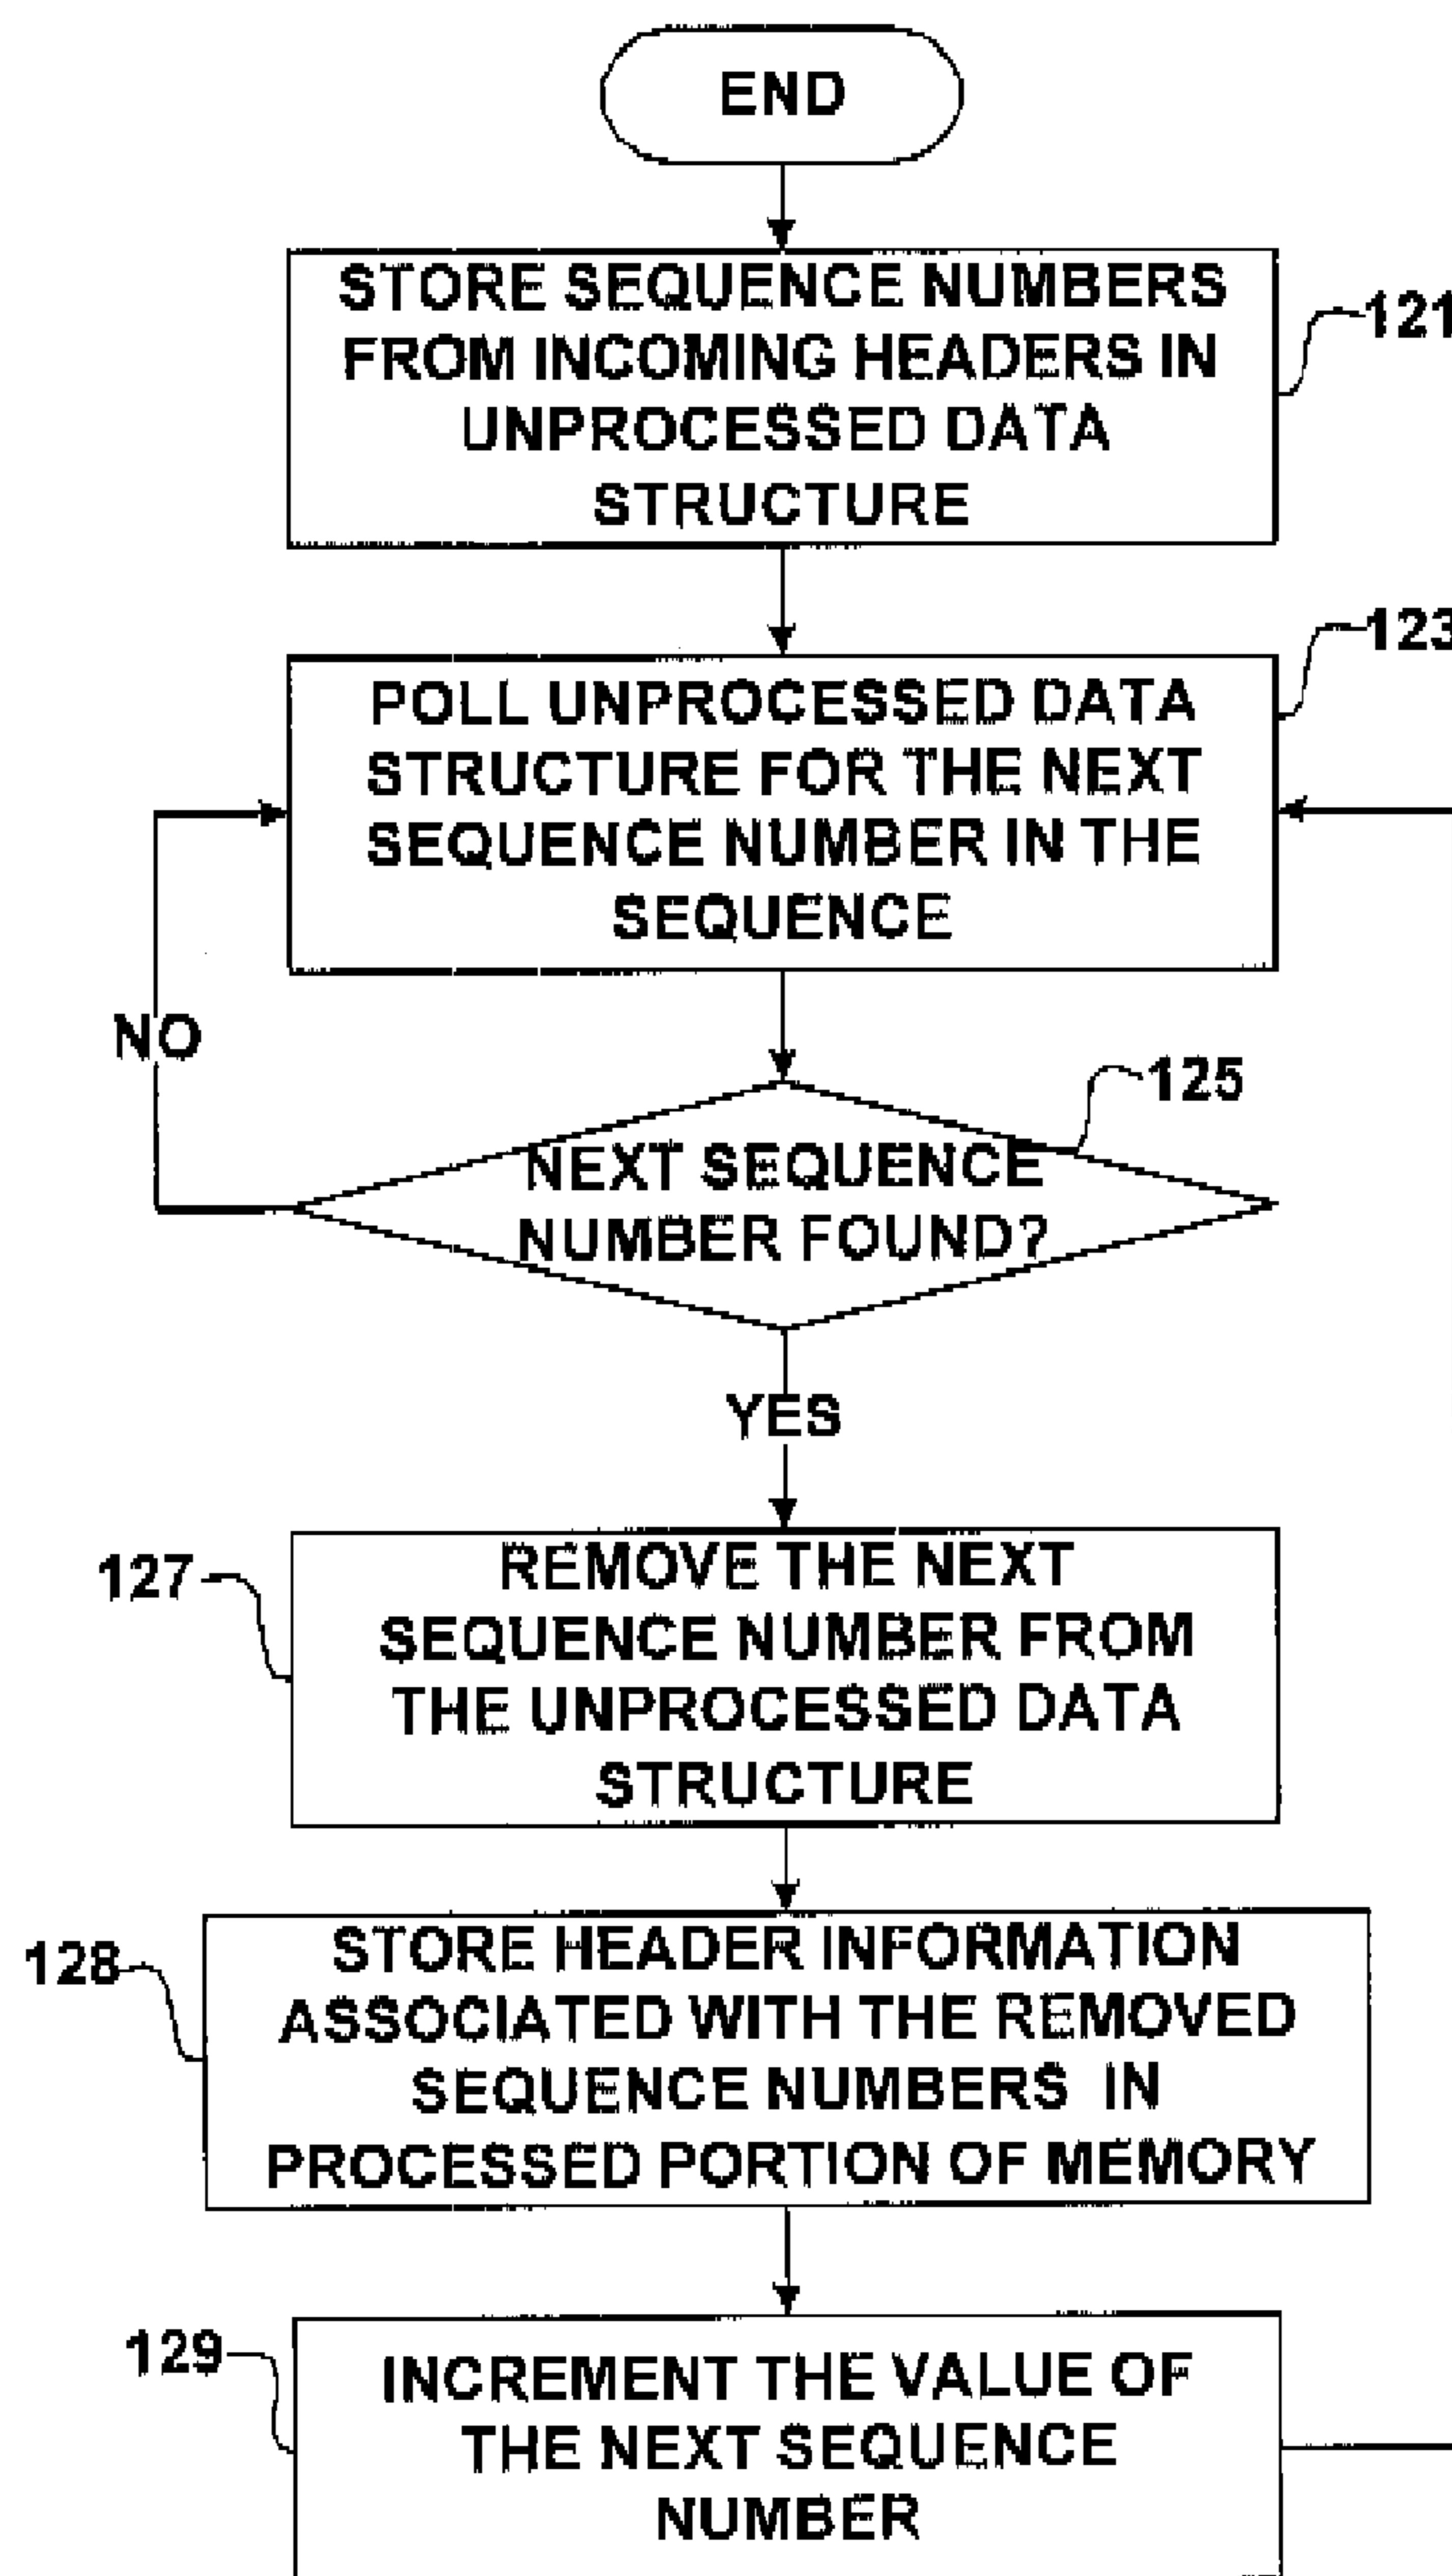 END
STORE SEQUENCE NUMBERS
FROM INCOMING HEADERS IN
UNPROCESSED DATA
STRUCTURE
121
123
POLL UNPROCESSED DATA
STRUCTURE FOR THE NEXT
SEQUENCE NUMBER IN THE
SEQUENCE
NO
125
NEXT SEQUENCE
NUMBER FOUND?
YES
127
REMOVE THE NEXT
SEQUENCE NUMBER FROM
THE UNPROCESSED DATA
STRUCTURE
128
STORE HEADER INFORMATION
ASSOCIATED WITH THE REMOVED
SEQUENCE NUMBERS IN
PROCESSED PORTION OF MEMORY
129
INCREMENT THE VALUE OF
THE NEXT SEQUENCE
NUMBER